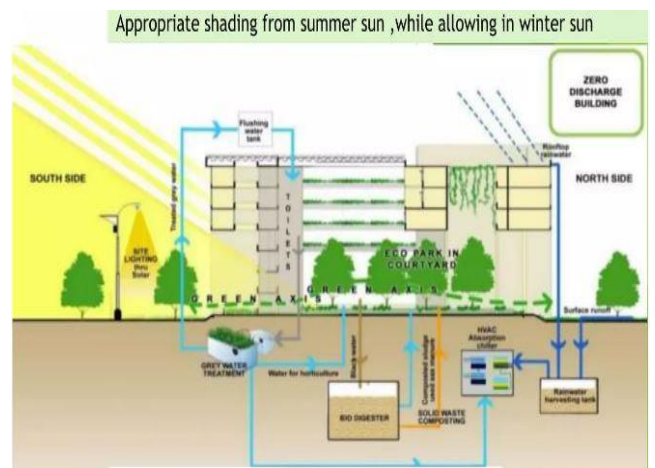 Appropriate shading from summer sun ,while allowing in winter sun
ZERO
DISCHARGE
BUILDING
Flushing
water
tank
Rooftop
rainwater
SOUTH SIDE
NORTH SIDE
Treated grey water
TOILETS
SITE
LIGHTING
thru
Solar
ECO PARK IN
COURTYARD
GREEN AXIS
GREEN AXIS
Surface runoff
HVAC
Absorption
chiller
GREY WATER
TREATMENT
Water for horticulture
Black water
Composted sludge
used as manure
BIO DIGESTER
SOLID WASTE
COMPOSTING
Rainwater
harvesting tank